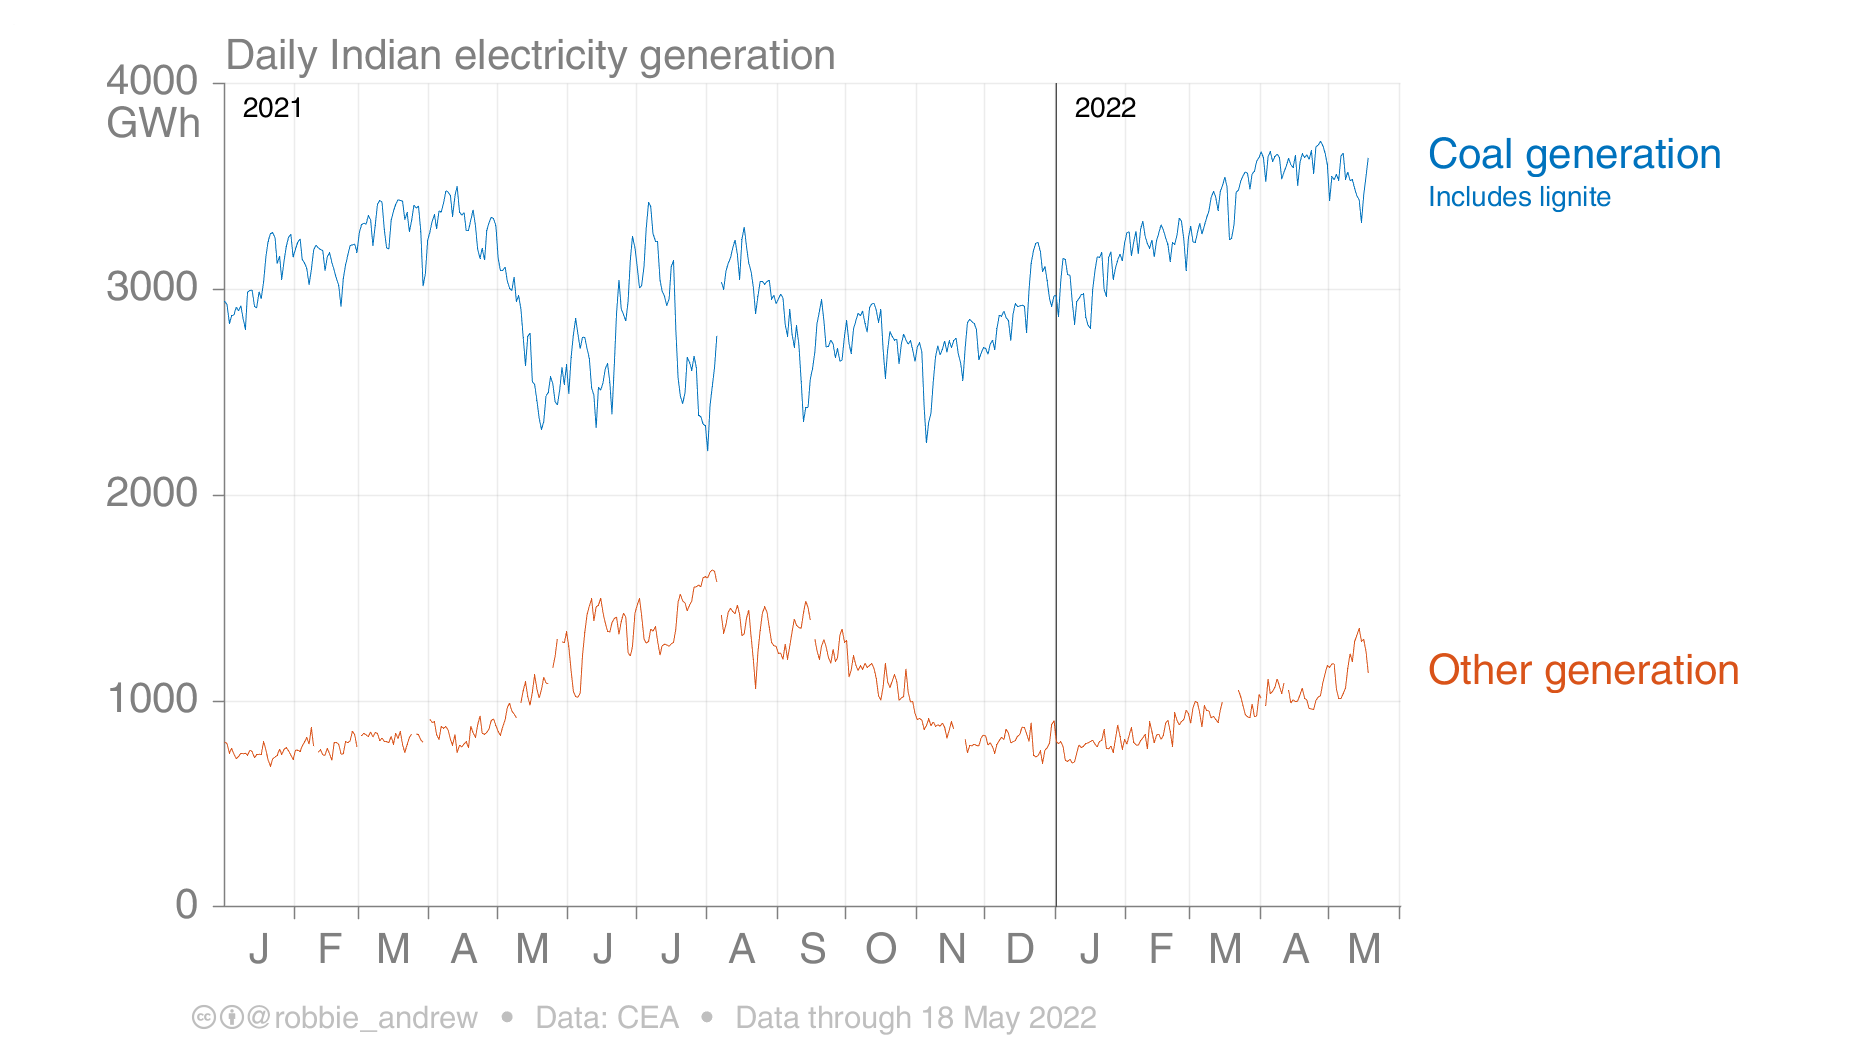 Daily Indian electricity generation
4000
GWh
2021
2022
Coal generation
Includes lignite
3000
2000
Other generation
1000
0
J F M A M J J A S O N D J F M A M
cc @robbie_andrew • Data: CEA • Data through 18 May 2022